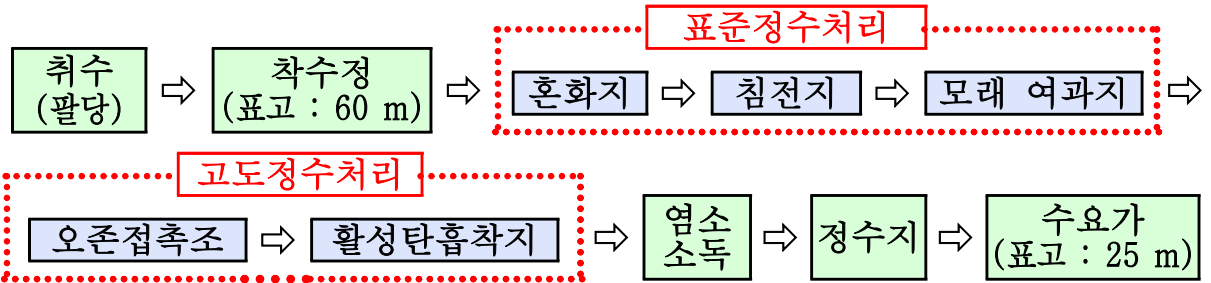 표준정수처리
취수
(팔당)
착수정
(표고 : 60 m)
혼화지
침전지
모래 여과지
고도정수처리
오존접촉조
활성탄흡착지
염소
소독
정수지
수요가
(표고 : 25 m)